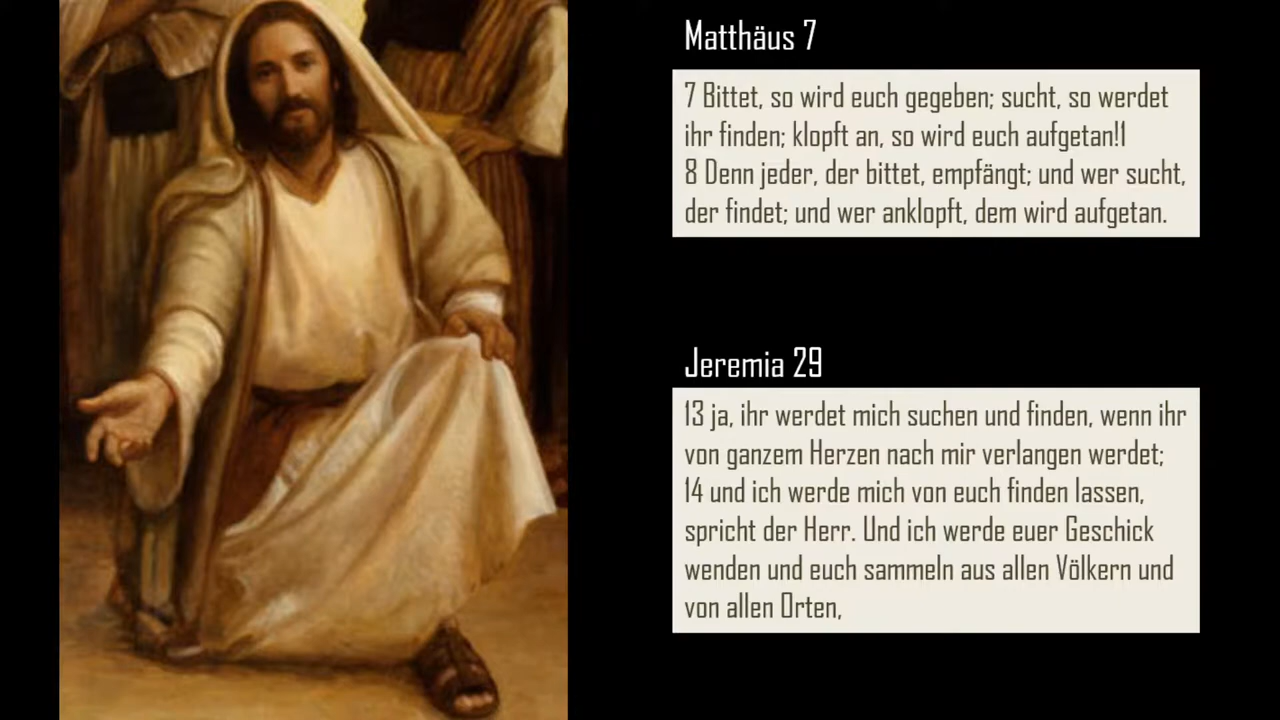 Matthäus 7
7 Bittet, so wird euch gegeben; sucht, so werdet
ihr finden; klopft an, so wird euch aufgetan!1
8 Denn jeder, der bittet, empfängt; und wer sucht,
der findet; und wer anklopft, dem wird aufgetan.
Jeremia 29
13 ja, ihr werdet mich suchen und finden, wenn ihr
von ganzem Herzen nach mir verlangen werdet;
14 und ich werde mich von euch finden lassen,
spricht der Herr. Und ich werde euer Geschick
wenden und euch sammeln aus allen Völkern und
von allen Orten,